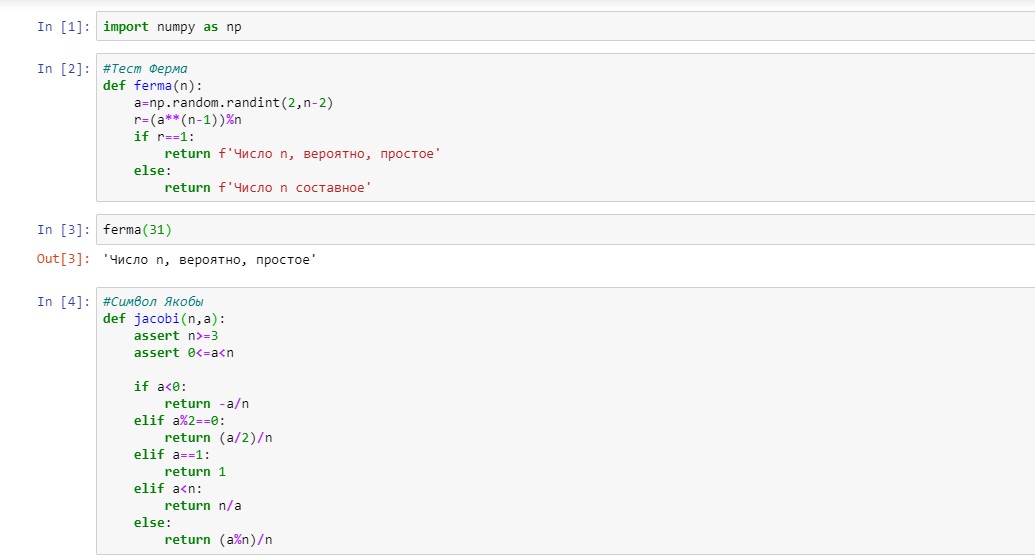 In [1]: import numpy as np
In [2]: #Тест Ферма
def ferma(n):
    a=np.random.randint(2,n-2)
    r=(a**(n-1))%n
    if r==1:
        return f'Число n, вероятно, простое'
    else:
        return f'Число n составное'
In [3]: ferma(31)
Out[3]: 'Число n, вероятно, простое'
In [4]: #Символ Якобы
def jacobi(n,a):
    assert n>=3
    assert 0<=a<n
    if a<0:
        return -a/n
    elif a%2==0:
        return (a/2)/n
    elif a==1:
        return 1
    elif a<n:
        return n/a
    else:
        return (a%n)/n